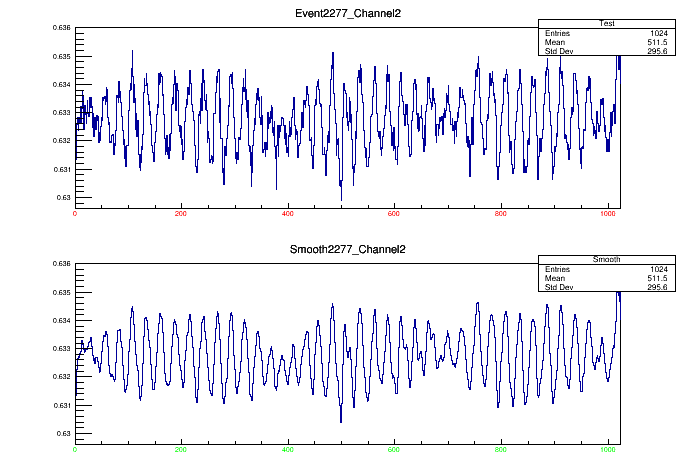 Event2277_Channel2
Test
Entries 1024
Mean 511.5
Std Dev 295.6
0.636
0.635
0.634
0.633
0.632
0.631
0.63
0 200 400 600 800 1000
Smooth2277_Channel2
Smooth
Entries 1024
Mean 511.5
Std Dev 295.6
0.636
0.635
0.634
0.633
0.632
0.631
0.63
0 200 400 600 800 1000